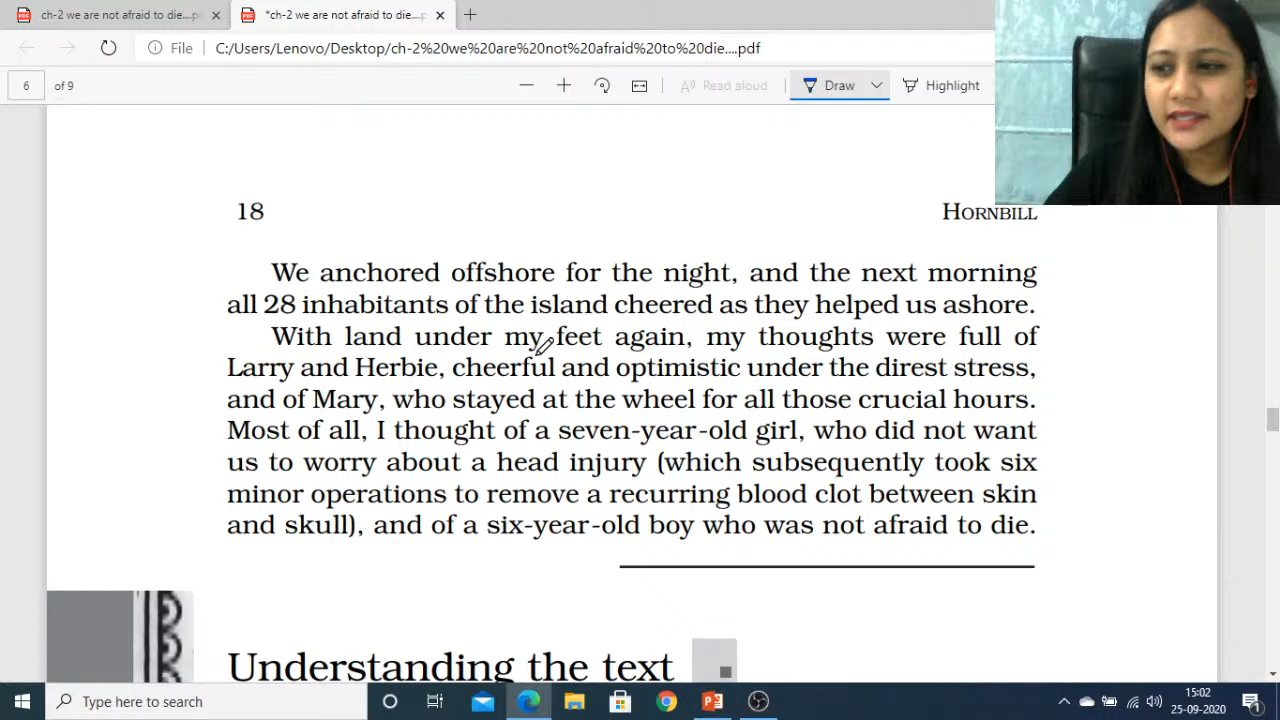 ch-2 we are not afraid to die....p
*ch-2 we are not afraid to die....p
File C:/Users/Lenovo/Desktop/ch-2%20we%20are%20not%20afraid%20to%20die....pdf
6 of 9 Read aloud Draw Highlight
18 HORNBILL
We anchored offshore for the night, and the next morning
all 28 inhabitants of the island cheered as they helped us ashore.
With land under my feet again, my thoughts were full of
Larry and Herbie, cheerful and optimistic under the direst stress,
and of Mary, who stayed at the wheel for all those crucial hours.
Most of all, I thought of a seven-year-old girl, who did not want
us to worry about a head injury (which subsequently took six
minor operations to remove a recurring blood clot between skin
and skull), and of a six-year-old boy who was not afraid to die.
Understanding the text
Type here to search
15:02
25-09-2020